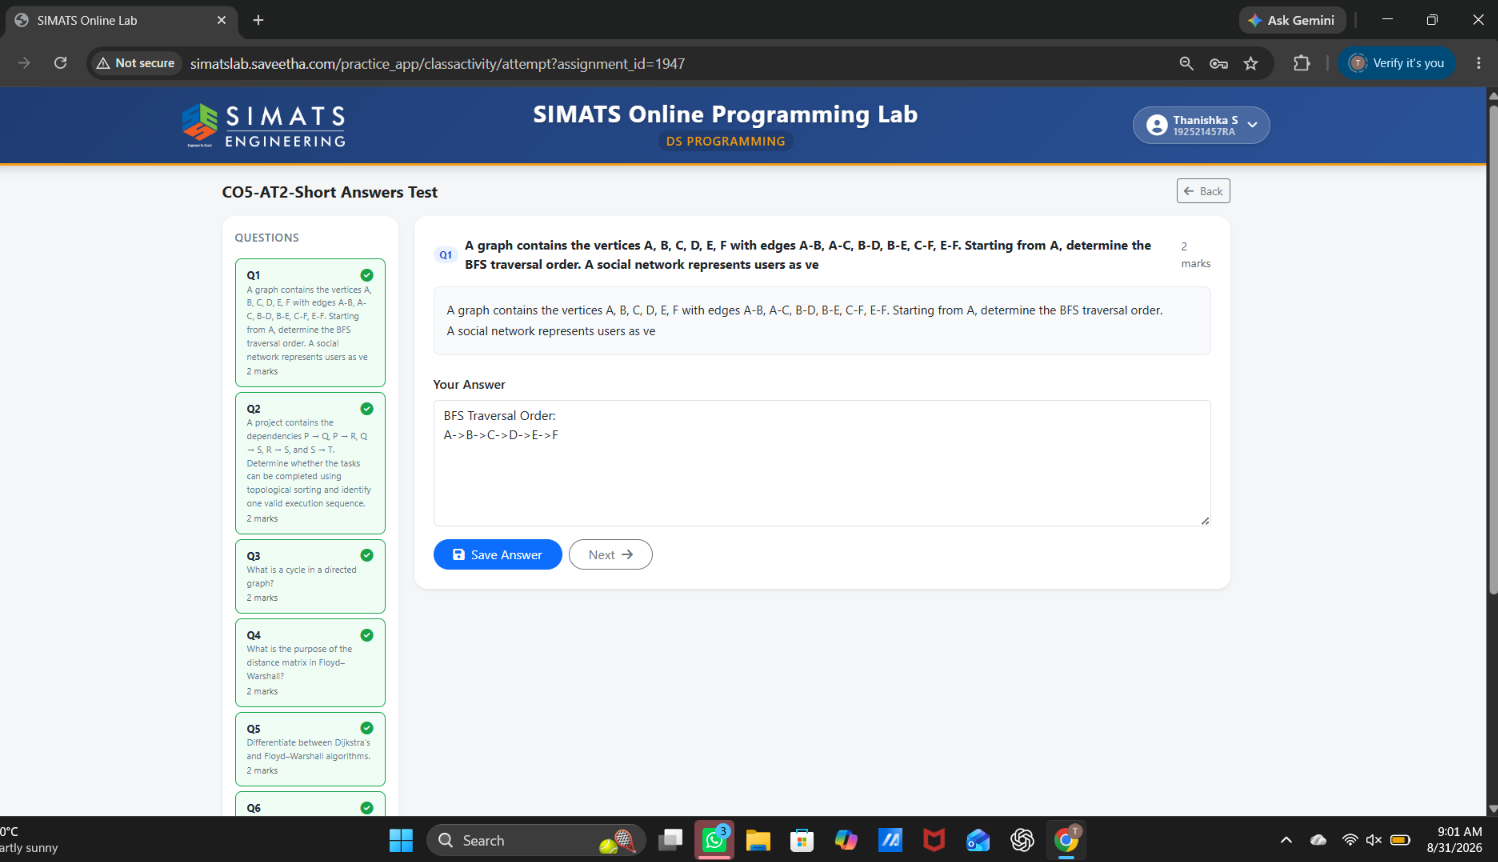 SIMATS Online Lab
Ask Gemini
Not secure
simatslab.saveetha.com/practice_app/classactivity/attempt?assignment_id=1947
Verify it's you
SIMATS
ENGINEERING
SIMATS Online Programming Lab
DS PROGRAMMING
Thanishka S
192521457RA
CO5-AT2-Short Answers Test
← Back
QUESTIONS
Q1
A graph contains the vertices A,
B, C, D, E, F with edges A-B, A-
C, B-D, B-E, C-F, E-F. Starting
from A, determine the BFS
traversal order. A social
network represents users as ve
2 marks
Q2
A project contains the
dependencies P → Q, P → R, Q
→ S, R → S, and S → T.
Determine whether the tasks
can be completed using
topological sorting and identify
one valid execution sequence.
2 marks
Q3
What is a cycle in a directed
graph?
2 marks
Q4
What is the purpose of the
distance matrix in Floyd–
Warshall?
2 marks
Q5
Differentiate between Dijkstra's
and Floyd–Warshall algorithms.
2 marks
Q6
Q1
A graph contains the vertices A, B, C, D, E, F with edges A-B, A-C, B-D, B-E, C-F, E-F. Starting from A, determine the
BFS traversal order. A social network represents users as ve
2
marks
A graph contains the vertices A, B, C, D, E, F with edges A-B, A-C, B-D, B-E, C-F, E-F. Starting from A, determine the BFS traversal order.
A social network represents users as ve
Your Answer
BFS Traversal Order:
A->B->C->D->E->F
Save Answer
Next →
0°C
artly sunny
Search
3
9:01 AM
8/31/2026